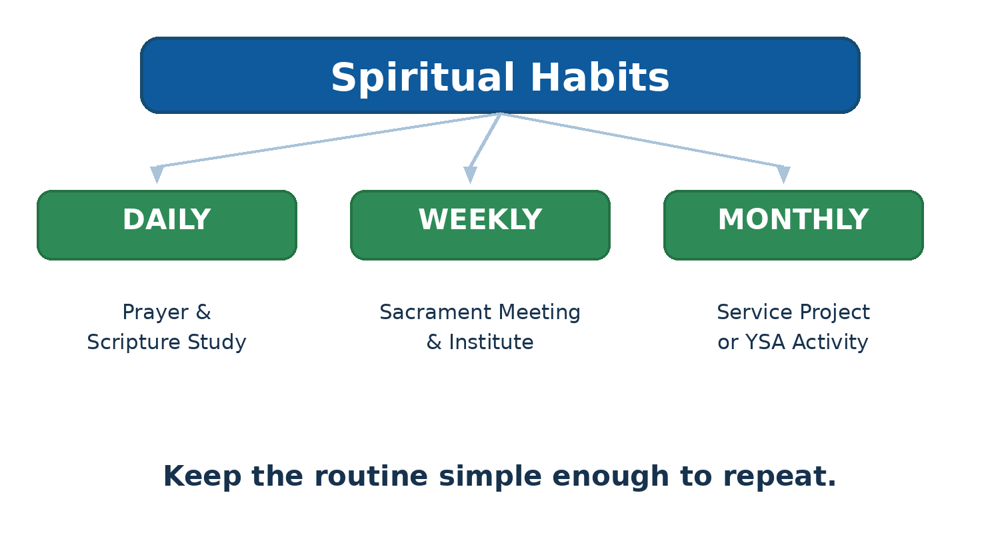 Spiritual Habits
DAILY
WEEKLY
MONTHLY
Prayer &
Scripture Study
Sacrament Meeting
& Institute
Service Project
or YSA Activity
Keep the routine simple enough to repeat.